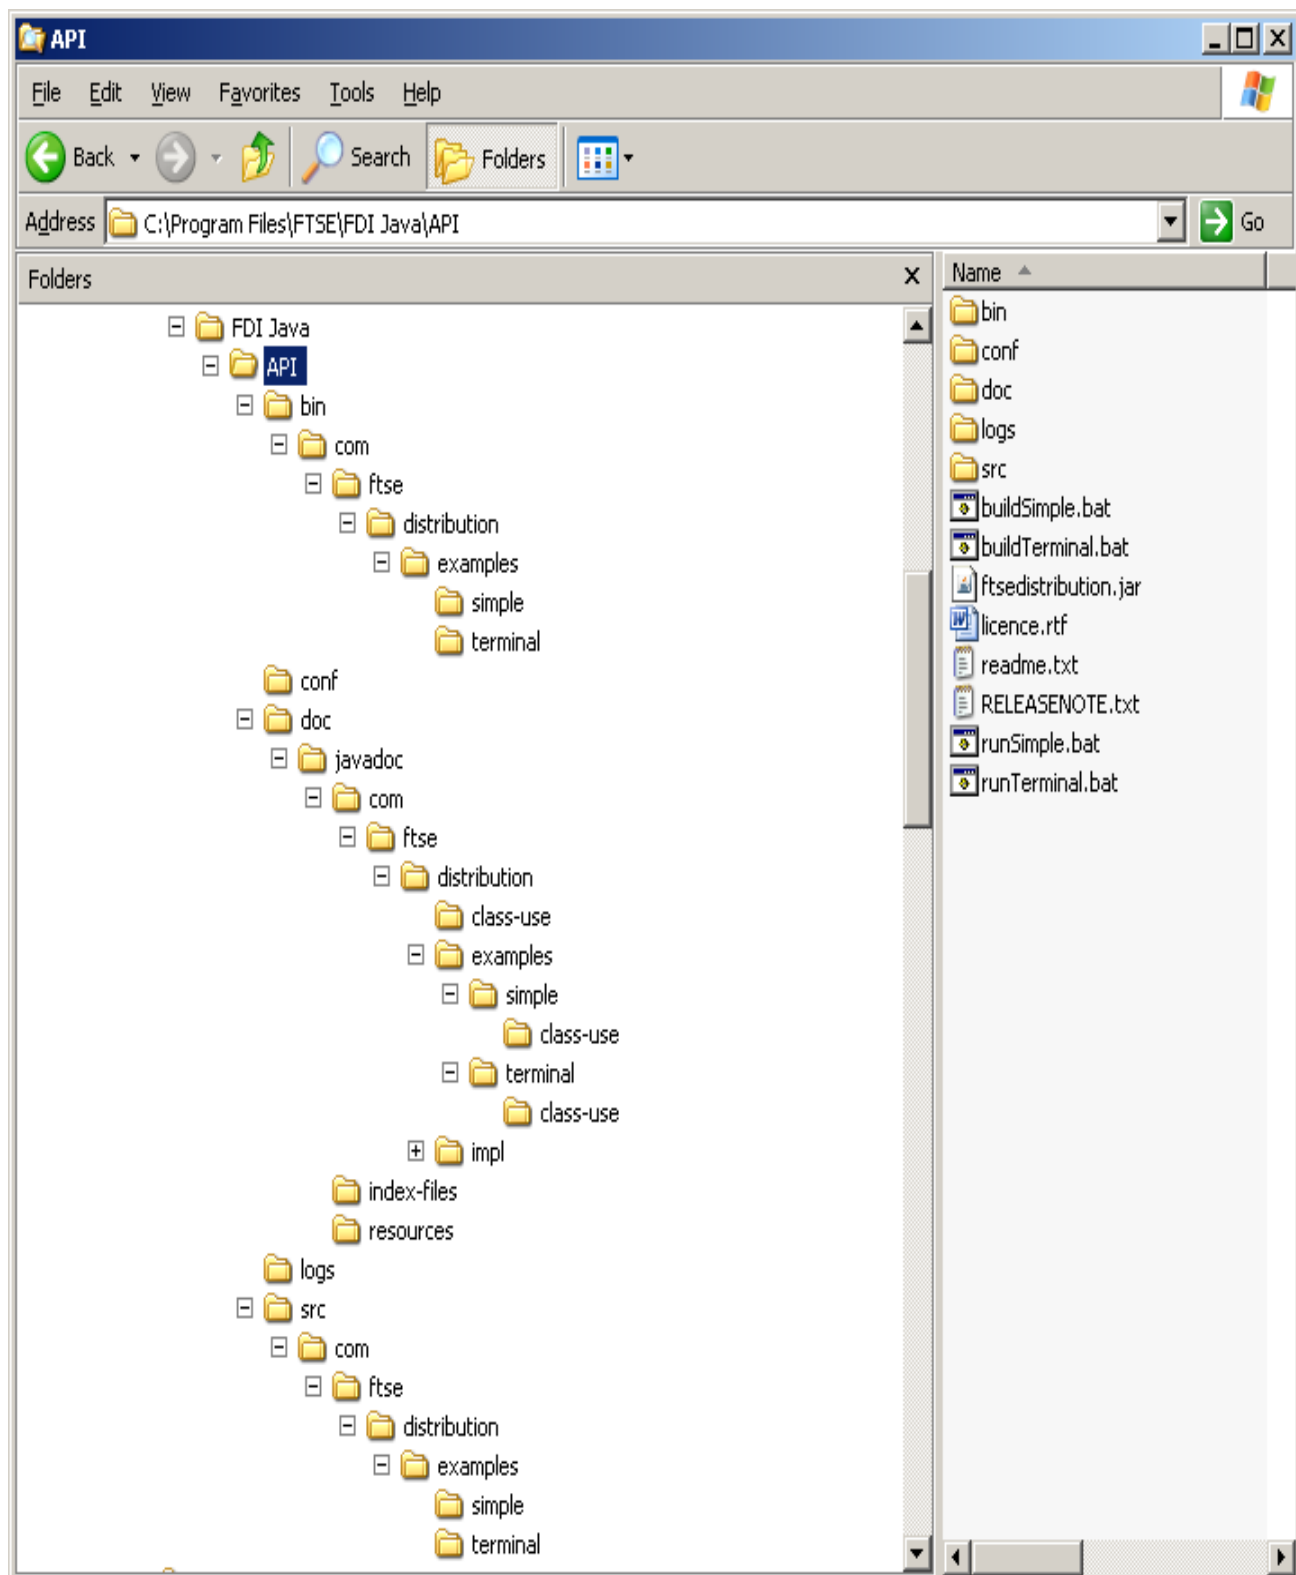 API
File Edit View Favorites Tools Help
Back Search Folders
Address C:\Program Files\FTSE\FDI Java\API Go
Folders
FDI Java
API
bin
com
ftse
distribution
examples
simple
terminal
conf
doc
javadoc
com
ftse
distribution
class-use
examples
simple
class-use
terminal
class-use
impl
index-files
resources
logs
src
com
ftse
distribution
examples
simple
terminal
Name
bin
conf
doc
logs
src
buildSimple.bat
buildTerminal.bat
ftsedistribution.jar
licence.rtf
readme.txt
RELEASENOTE.txt
runSimple.bat
runTerminal.bat